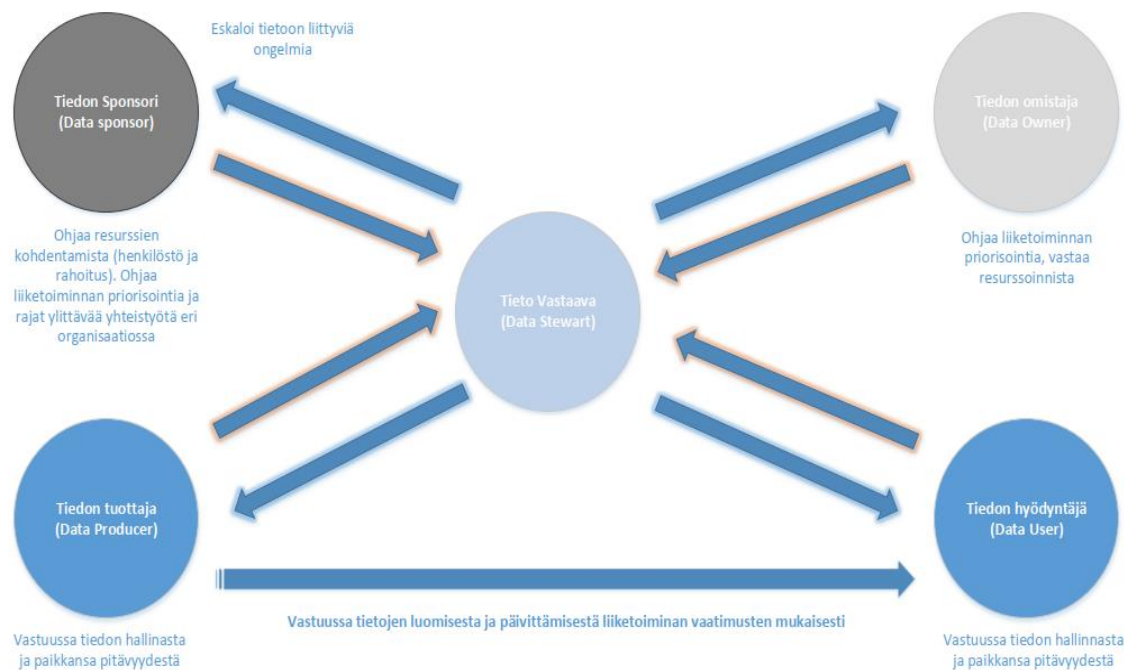 Eskaloi tietoon liittyviä
ongelmia
Tiedon Sponsori
(Data sponsor)
Tiedon omistaja
(Data Owner)
Ohjaa resurssien
kohdentamista (henkilöstö ja
rahoitus). Ohjaa
liiketoiminnan priorisointia ja
rajat ylittävää yhteistyötä eri
organisaatiossa
Ohjaa liiketoiminnan
priorisointia, vastaa
resurssoinnista
Tieto Vastaava
(Data Stewart)
Tiedon tuottaja
(Data Producer)
Tiedon hyödyntäjä
(Data User)
Vastuussa tietojen luomisesta ja päivittämisestä liiketoiminan vaatimusten mukaisesti
Vastuussa tiedon hallinasta
ja paikkansa pitävyydestä
Vastuussa tiedon hallinnasta
ja paikkansa pitävyydestä